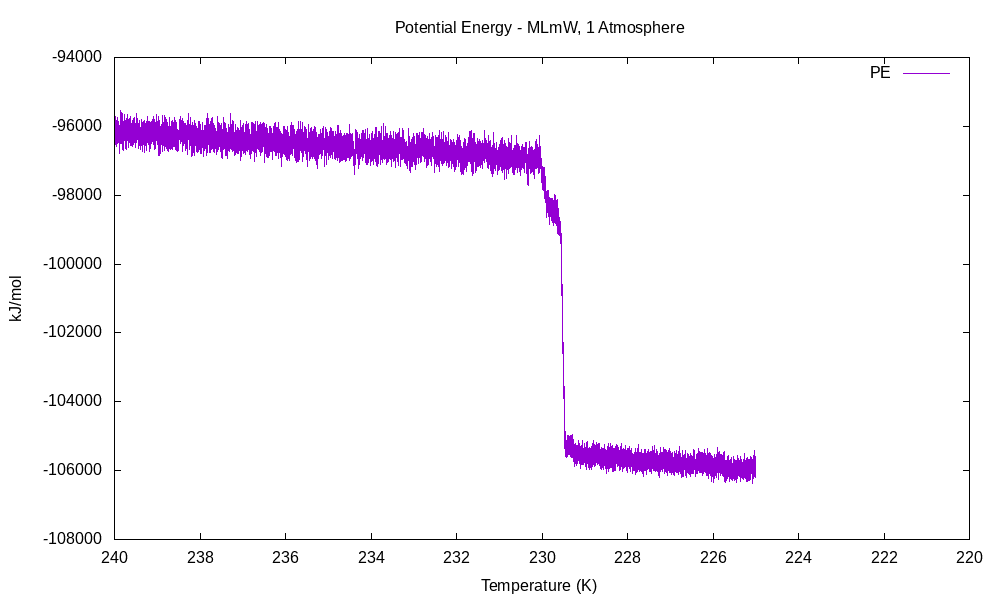 Potential Energy - MLmW, 1 Atmosphere
PE
-94000
-96000
-98000
-100000
-102000
-104000
-106000
-108000
kJ/mol
240 238 236 234 232 230 228 226 224 222 220
Temperature (K)